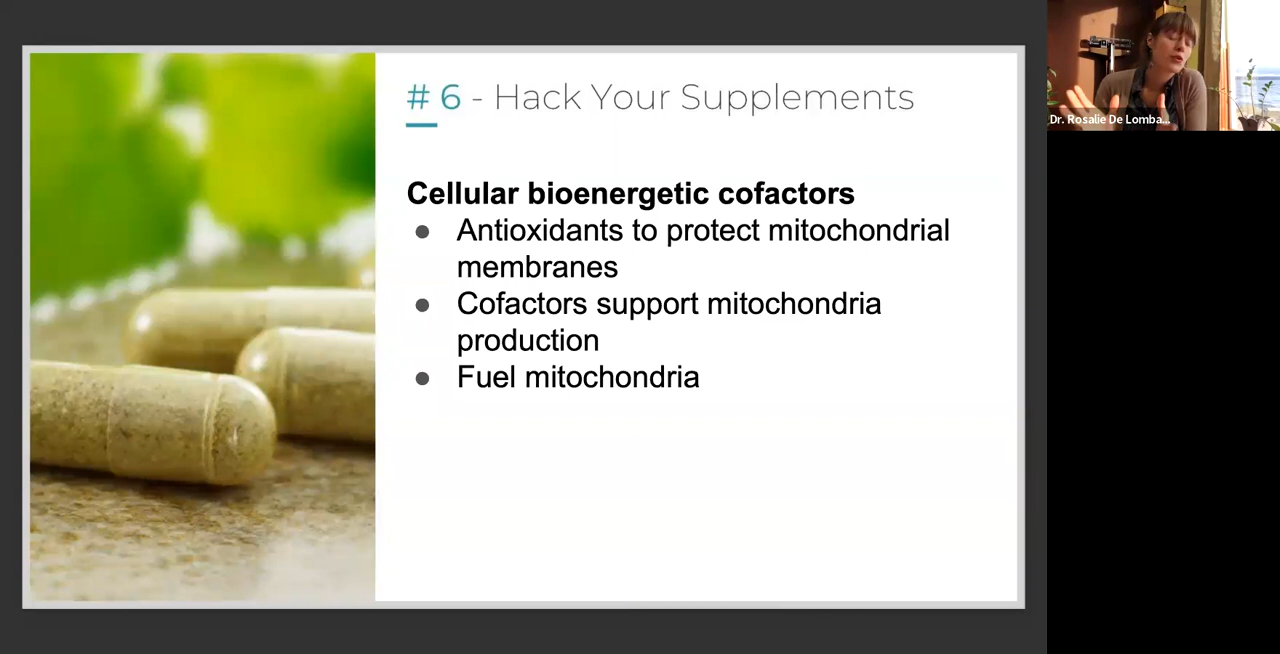 # 6 - Hack Your Supplements
Cellular bioenergetic cofactors
● Antioxidants to protect mitochondrial
membranes
● Cofactors support mitochondria
production
● Fuel mitochondria
Dr. Rosalie De Lomba...